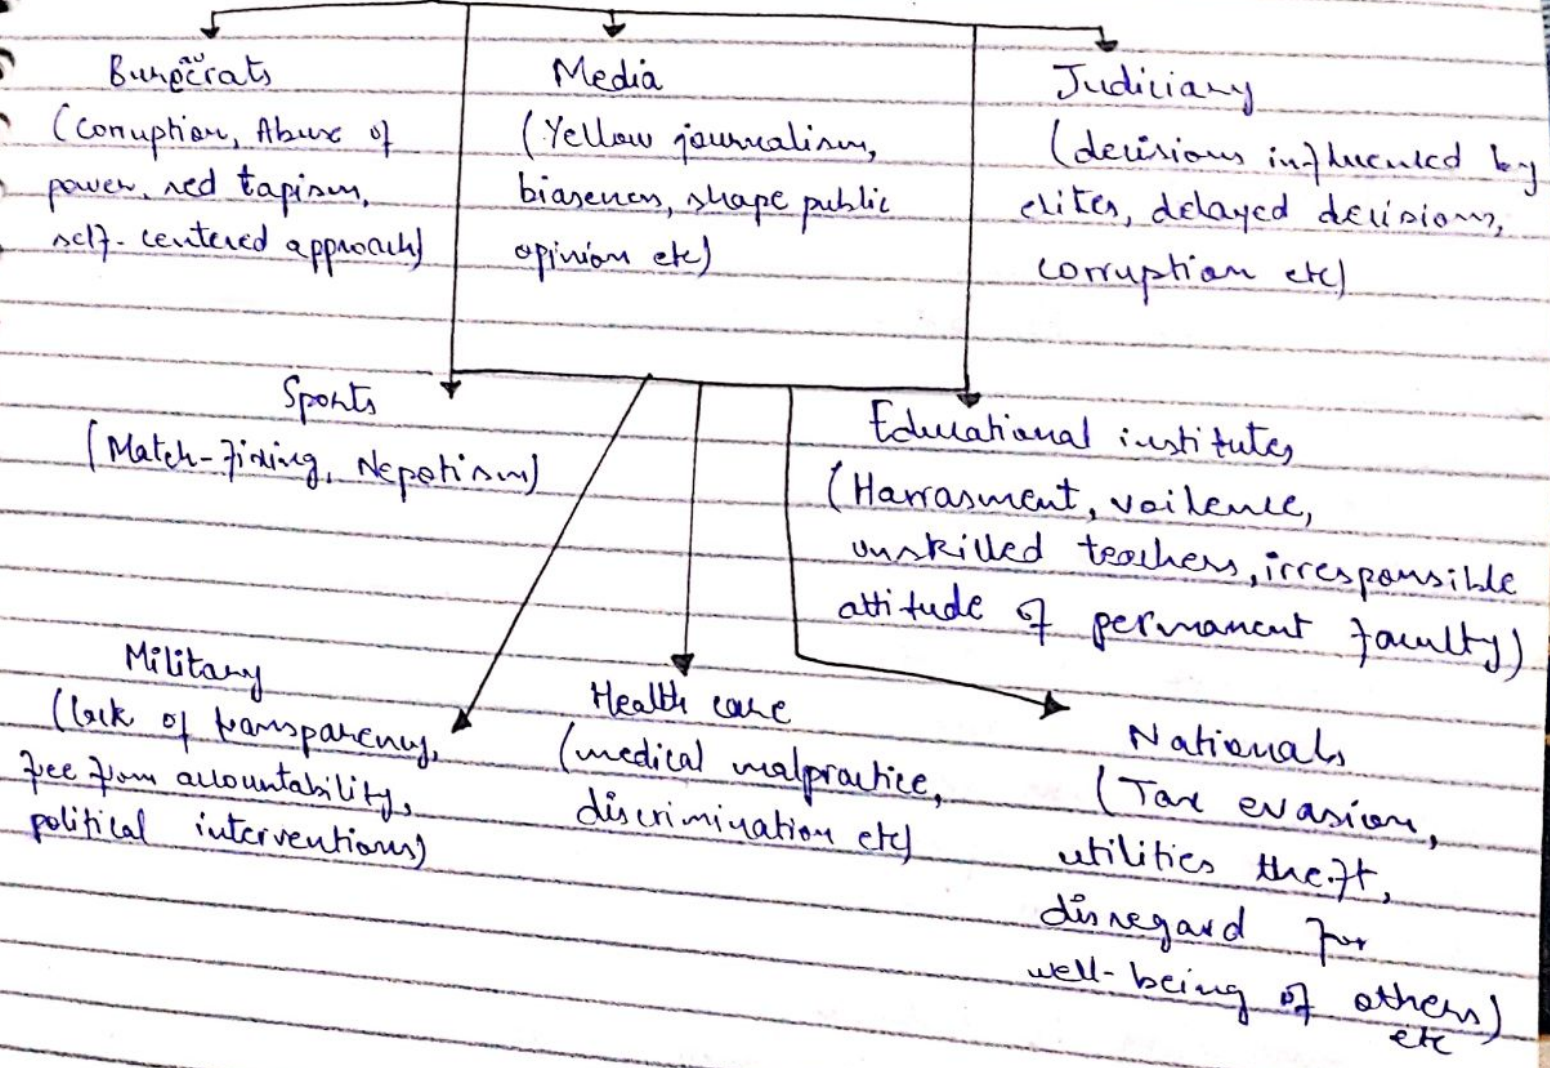 Bureaucrats
(Corruption, Abuse of
power, red tapism,
self-centered approach)
Media
(Yellow journalism,
biaseness, shape public
opinion etc)
Judiciary
(decisions influenced by
elites, delayed decisions,
corruption etc)
Sports
(Match-fixing, Nepotism)
Educational institutes
(Harrasment, voilence,
unskilled teachers, irresponsible
attitude of permanent faculty)
Military
(lack of transparency,
free from accountability,
political interventions)
Health care
(medical malpractice,
discrimination etc)
Nationals
(Tax evasion,
utilities theft,
disregard for
well-being of others)
etc